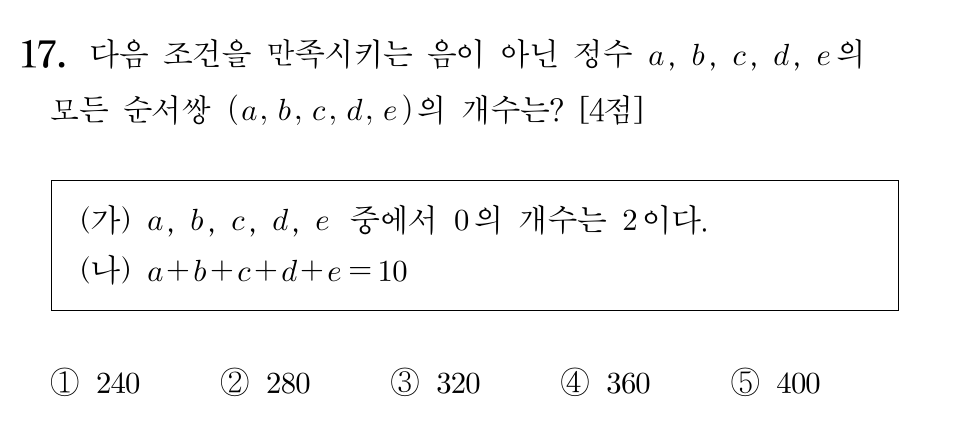 17. 다음 조건을 만족시키는 음이 아닌 정수 a, b, c, d, e의
모든 순서쌍 (a, b, c, d, e)의 개수는? [4점]
(가) a, b, c, d, e 중에서 0의 개수는 2이다.
(나) a+b+c+d+e=10
① 240 ② 280 ③ 320 ④ 360 ⑤ 400